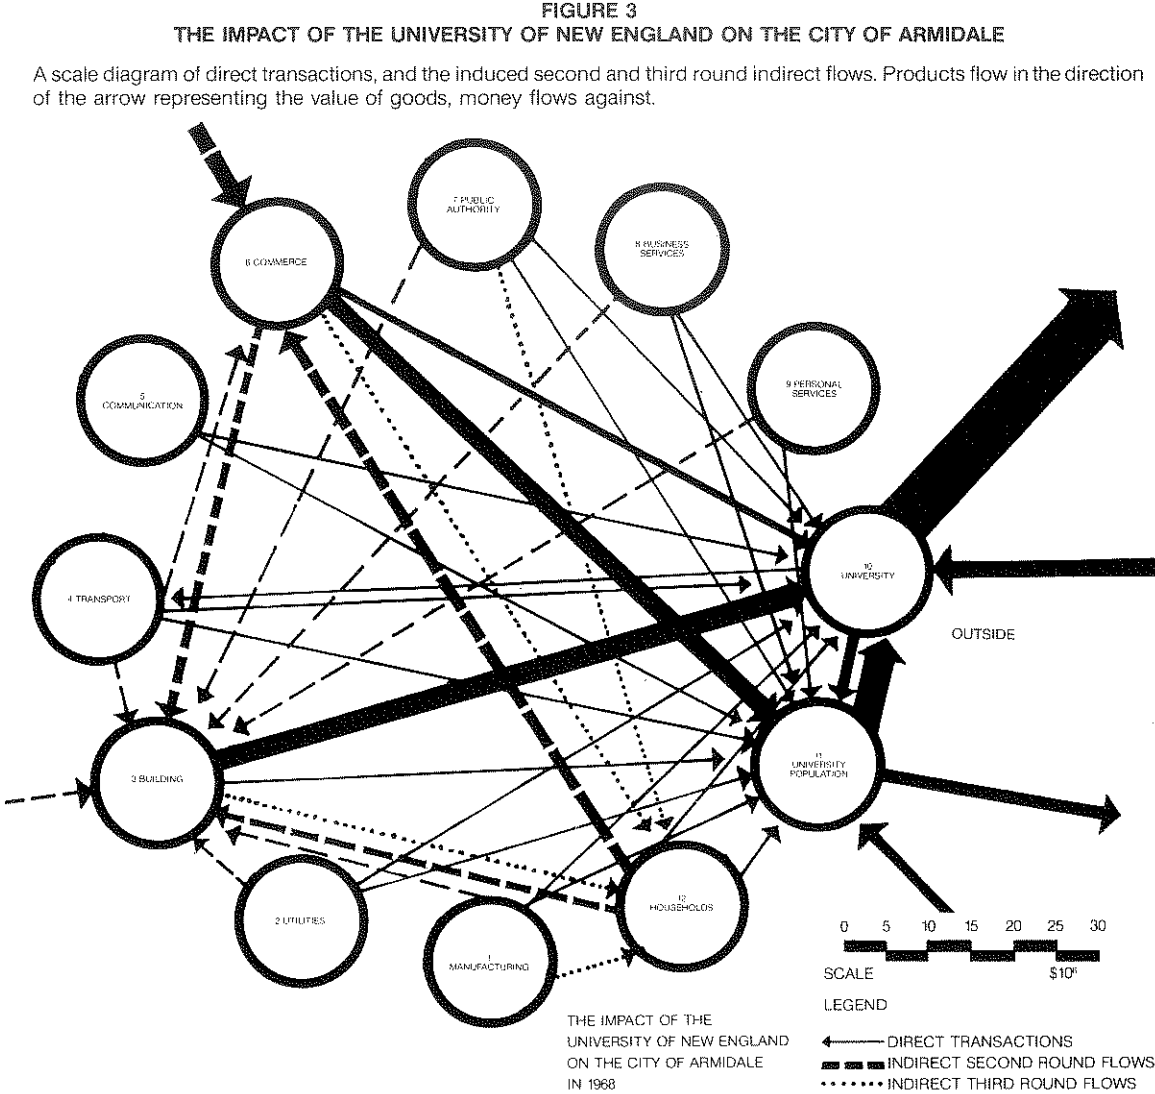 FIGURE 3
THE IMPACT OF THE UNIVERSITY OF NEW ENGLAND ON THE CITY OF ARMIDALE
A scale diagram of direct transactions, and the induced second and third round indirect flows. Products flow in the direction
of the arrow representing the value of goods, money flows against.
7 PUBLIC
AUTHORITY
8 BUSINESS
SERVICES
6 COMMERCE
9 PERSONAL
SERVICES
5
COMMUNICATION
10
UNIVERSITY
4 TRANSPORT
OUTSIDE
11
UNIVERSITY
POPULATION
3 BUILDING
12
HOUSEHOLDS
2 UTILITIES
1
MANUFACTURING
0 5 10 15 20 25 30
SCALE $10⁶
LEGEND
THE IMPACT OF THE
UNIVERSITY OF NEW ENGLAND
ON THE CITY OF ARMIDALE
IN 1968
DIRECT TRANSACTIONS
INDIRECT SECOND ROUND FLOWS
INDIRECT THIRD ROUND FLOWS